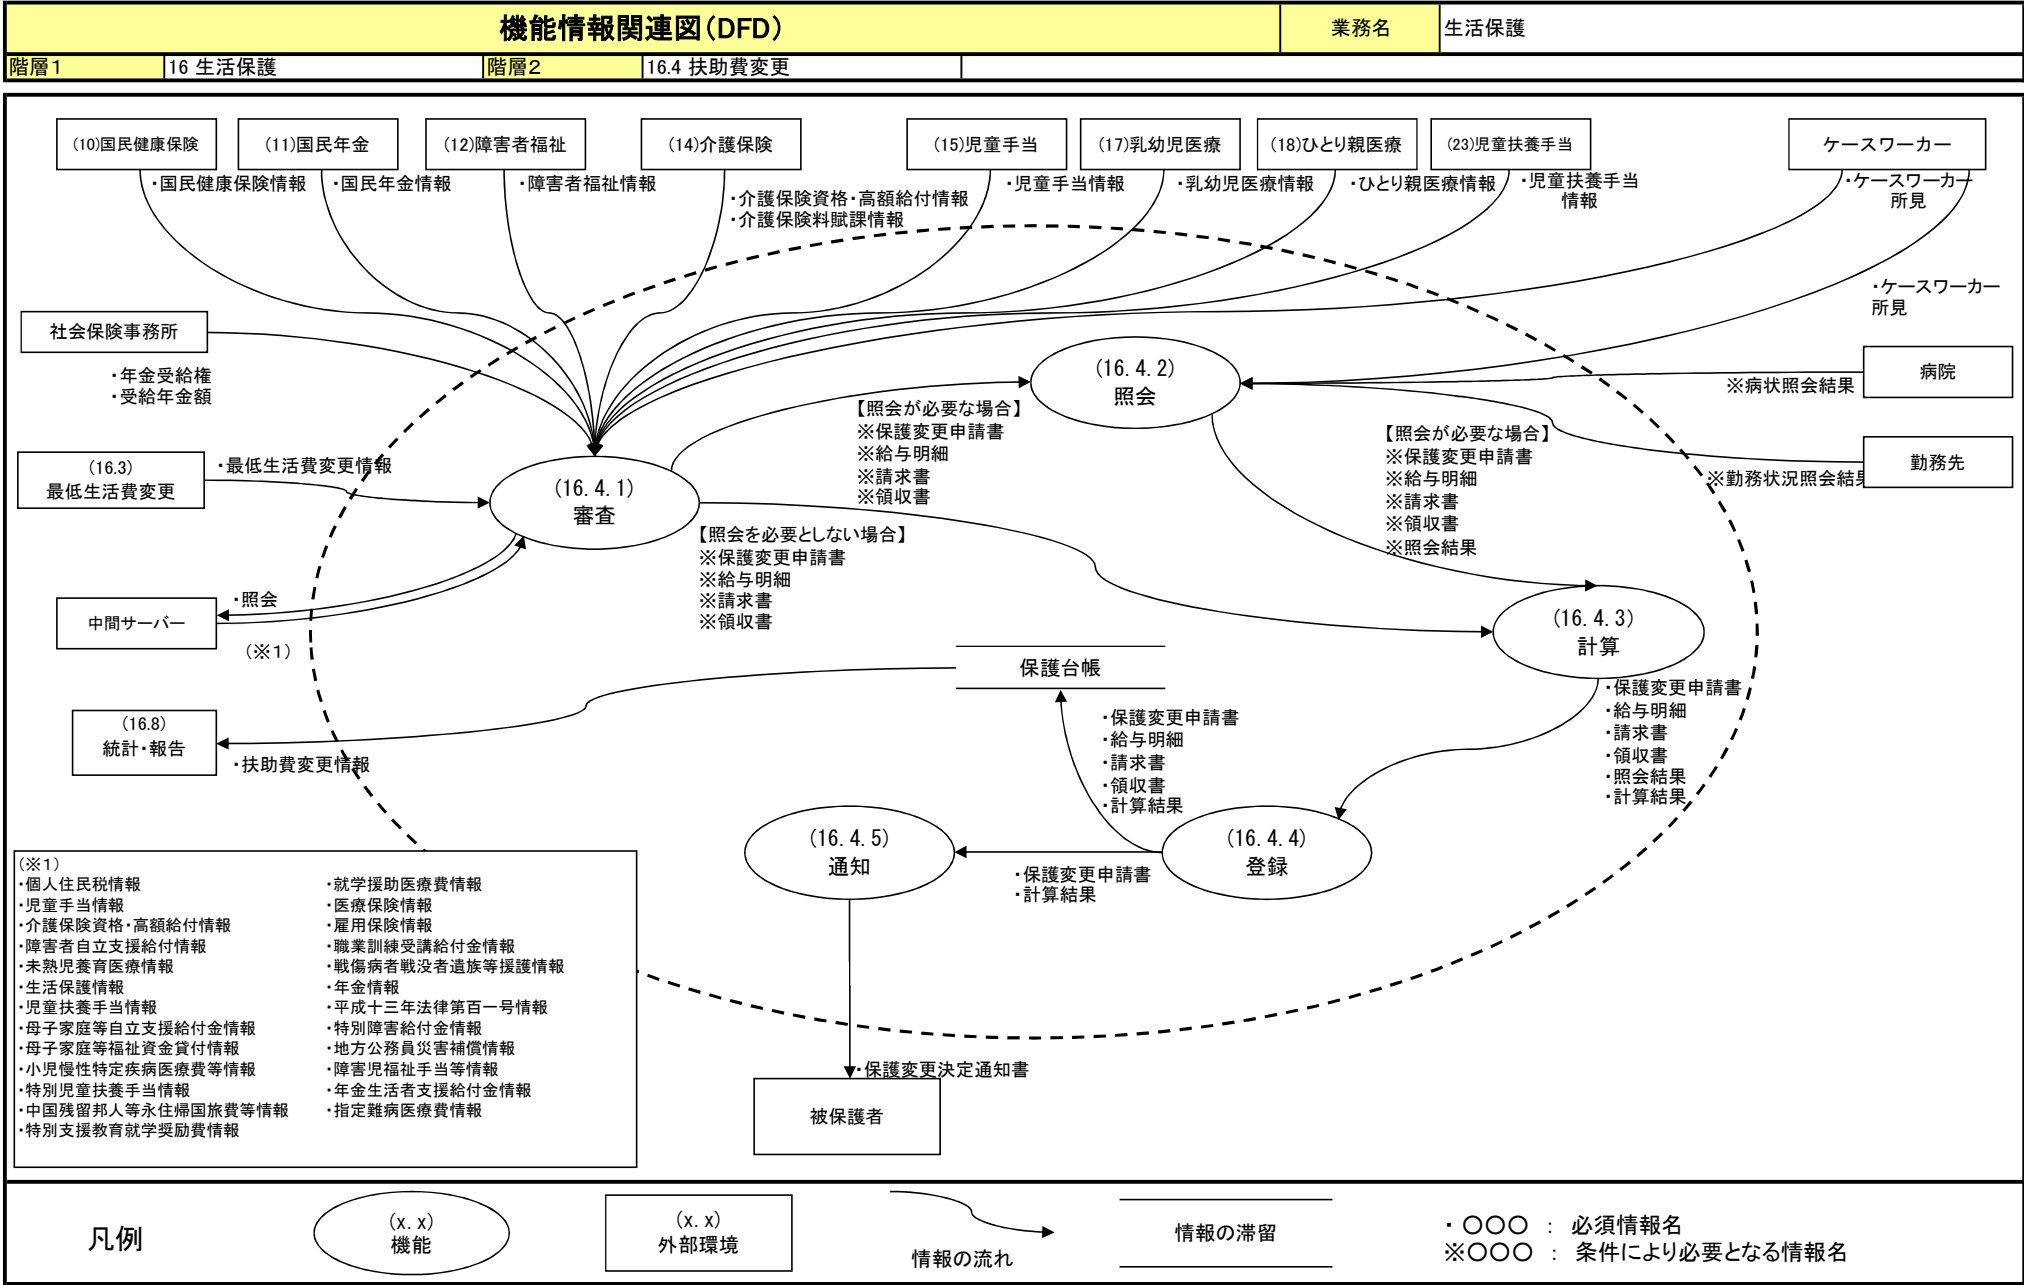 機能情報関連図(DFD)
業務名
生活保護
階層1
16 生活保護
階層2
16.4 扶助費変更
(10)国民健康保険
(11)国民年金
(12)障害者福祉
(14)介護保険
(15)児童手当
(17)乳幼児医療
(18)ひとり親医療
(23)児童扶養手当
ケースワーカー
・国民健康保険情報
・国民年金情報
・障害者福祉情報
・介護保険資格・高額給付情報
・介護保険料賦課情報
・児童手当情報
・乳幼児医療情報
・ひとり親医療情報
・児童扶養手当
情報
・ケースワーカー
所見
・ケースワーカー
所見
社会保険事務所
・年金受給権
・受給年金額
(16.4.2)
照会
病院
※病状照会結果
【照会が必要な場合】
※保護変更申請書
※給与明細
※請求書
※領収書
【照会が必要な場合】
※保護変更申請書
※給与明細
※請求書
※領収書
※照会結果
勤務先
※勤務状況照会結果
(16.3)
最低生活費変更
・最低生活費変更情報
(16.4.1)
審査
【照会を必要としない場合】
※保護変更申請書
※給与明細
※請求書
※領収書
中間サーバー
・照会
(※1)
(16.4.3)
計算
保護台帳
・保護変更申請書
・給与明細
・請求書
・領収書
・照会結果
・計算結果
・保護変更申請書
・給与明細
・請求書
・領収書
・計算結果
(16.8)
統計・報告
・扶助費変更情報
(16.4.5)
通知
(16.4.4)
登録
・保護変更申請書
・計算結果
(※1)
・個人住民税情報
・児童手当情報
・介護保険資格・高額給付情報
・障害者自立支援給付情報
・未熟児養育医療情報
・生活保護情報
・児童扶養手当情報
・母子家庭等自立支援給付金情報
・母子家庭等福祉資金貸付情報
・小児慢性特定疾病医療費等情報
・特別児童扶養手当情報
・中国残留邦人等永住帰国旅費等情報
・特別支援教育就学奨励費情報
・就学援助医療費情報
・医療保険情報
・雇用保険情報
・職業訓練受講給付金情報
・戦傷病者戦没者遺族等援護情報
・年金情報
・平成十三年法律第百一号情報
・特別障害給付金情報
・地方公務員災害補償情報
・障害児福祉手当等情報
・年金生活者支援給付金情報
・指定難病医療費情報
・保護変更決定通知書
被保護者
凡例
(x.x)
機能
(x.x)
外部環境
情報の流れ
情報の滞留
・ 〇〇〇 : 必須情報名
※〇〇〇 : 条件により必要となる情報名